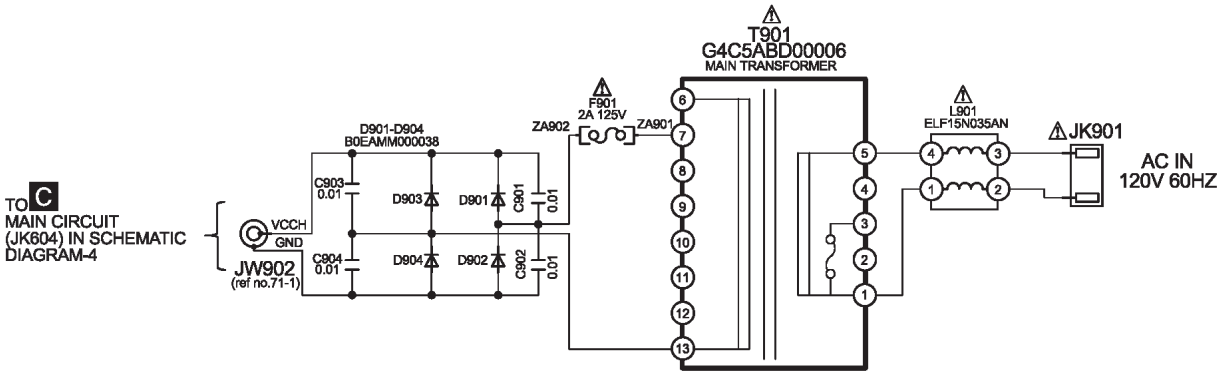 T901
G4C5ABD00006
MAIN TRANSFORMER
F901
2A 125V
ZA902
ZA901
D901-D904
B0EAMM000038
C903
0.01
D903
D901
C901
0.01
C904
0.01
D904
D902
C902
0.01
TO C
MAIN CIRCUIT
(JK604) IN SCHEMATIC
DIAGRAM-4
VCCH
GND
JW902
(ref no.71-1)
6
7
8
9
10
11
12
13
5
4
3
2
1
L901
ELF15N035AN
4
3
1
2
JK901
AC IN
120V 60HZ